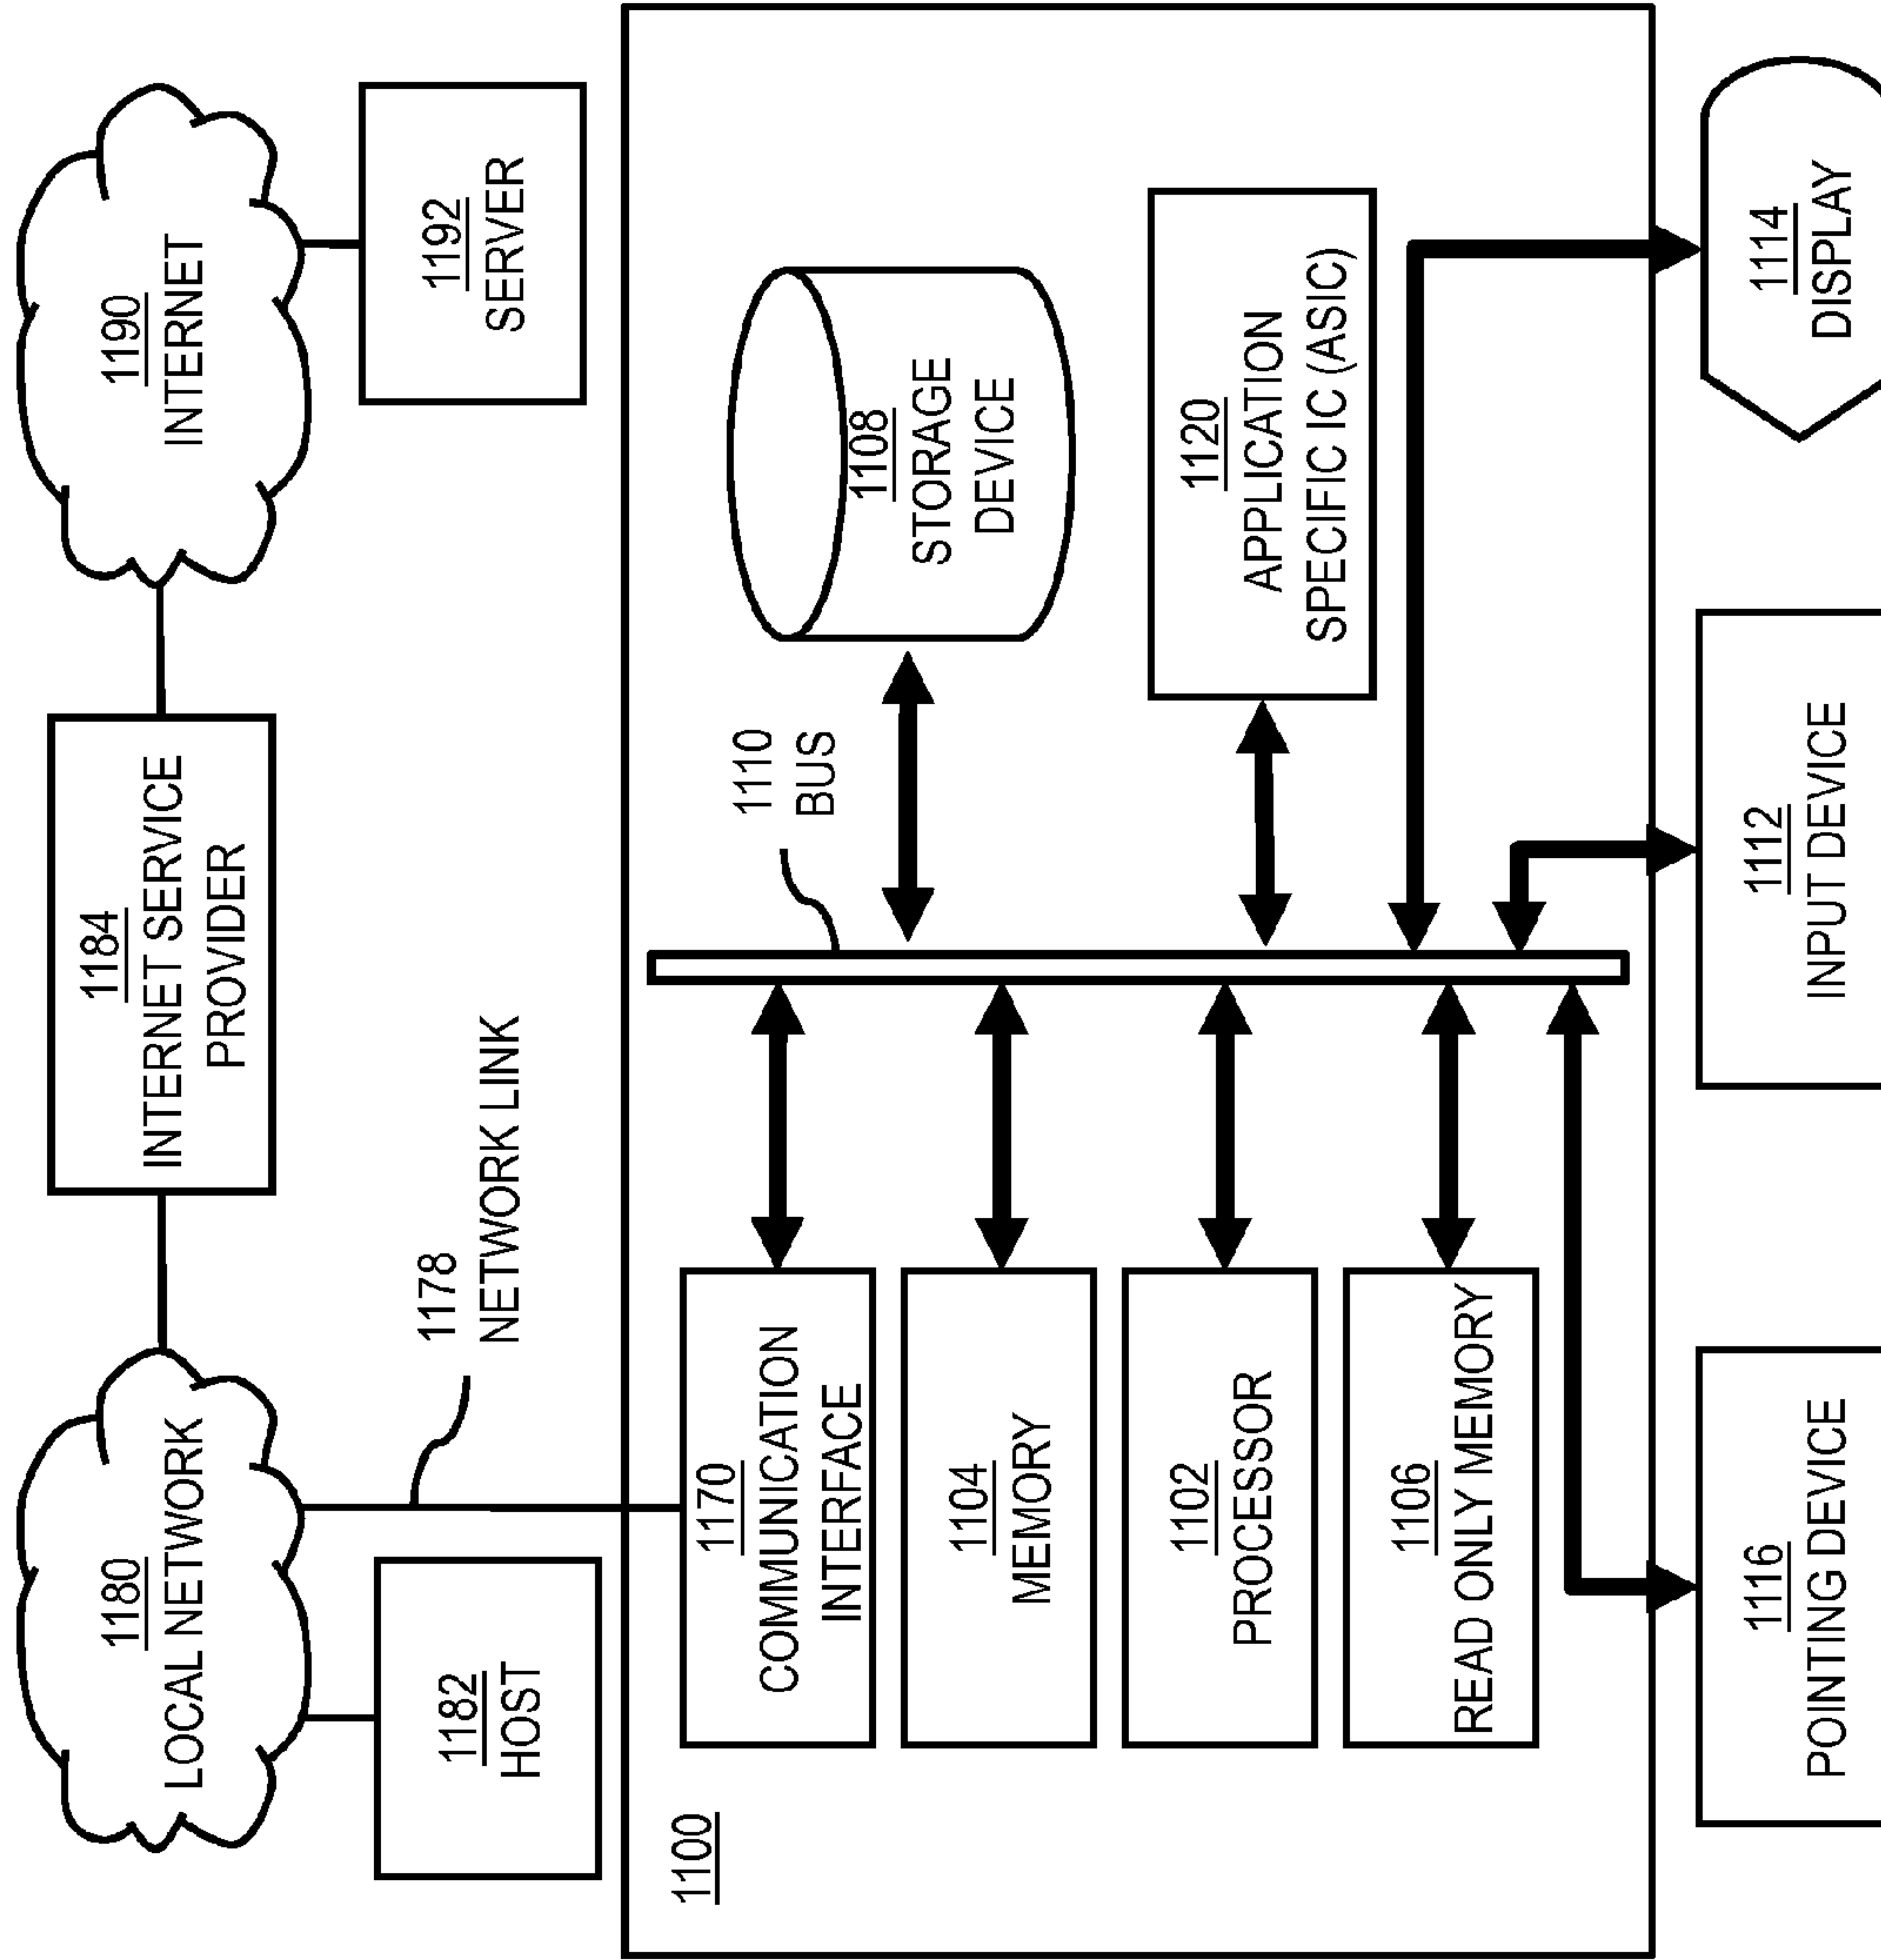 1180
LOCAL NETWORK
1184
INTERNET SERVICE
PROVIDER
1190
INTERNET
1182
HOST
1178
NETWORK LINK
1192
SERVER
1100
1170
COMMUNICATION
INTERFACE
1110
BUS
1108
STORAGE
DEVICE
1104
MEMORY
1102
PROCESSOR
1120
APPLICATION
SPECIFIC IC (ASIC)
1106
READ ONLY MEMORY
1116
POINTING DEVICE
1112
INPUT DEVICE
1114
DISPLAY